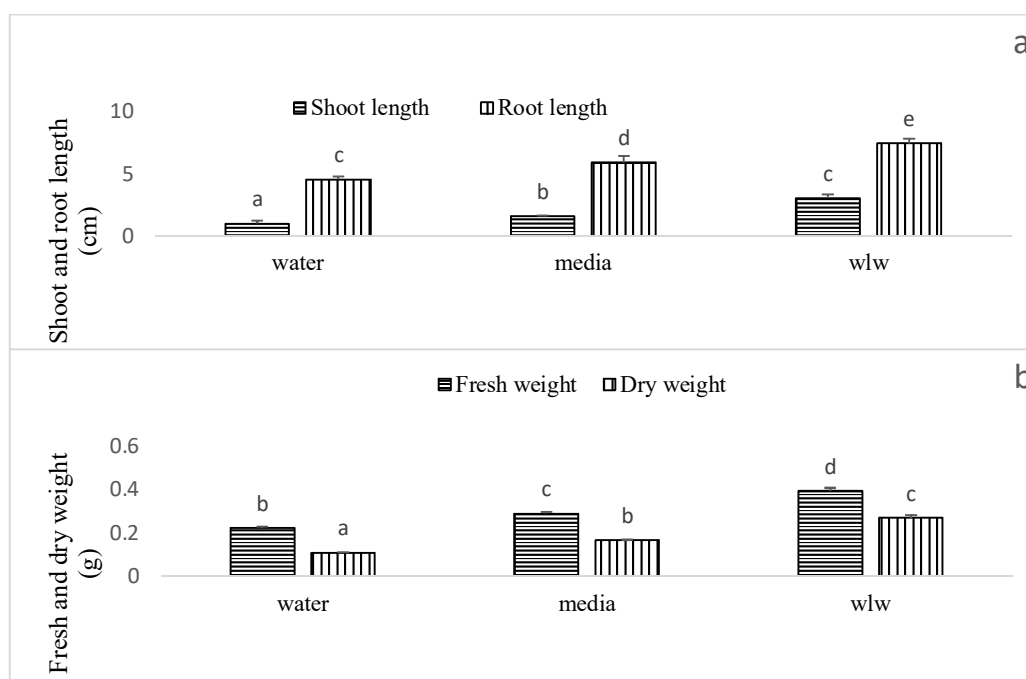 a
Shoot length Root length
Shoot and root length
(cm)
10
5
0
a
c
b
d
c
e
water media wlw
b
Fresh weight Dry weight
Fresh and dry weight
(g)
0.6
0.4
0.2
0
b
a
c
b
d
c
water media wlw